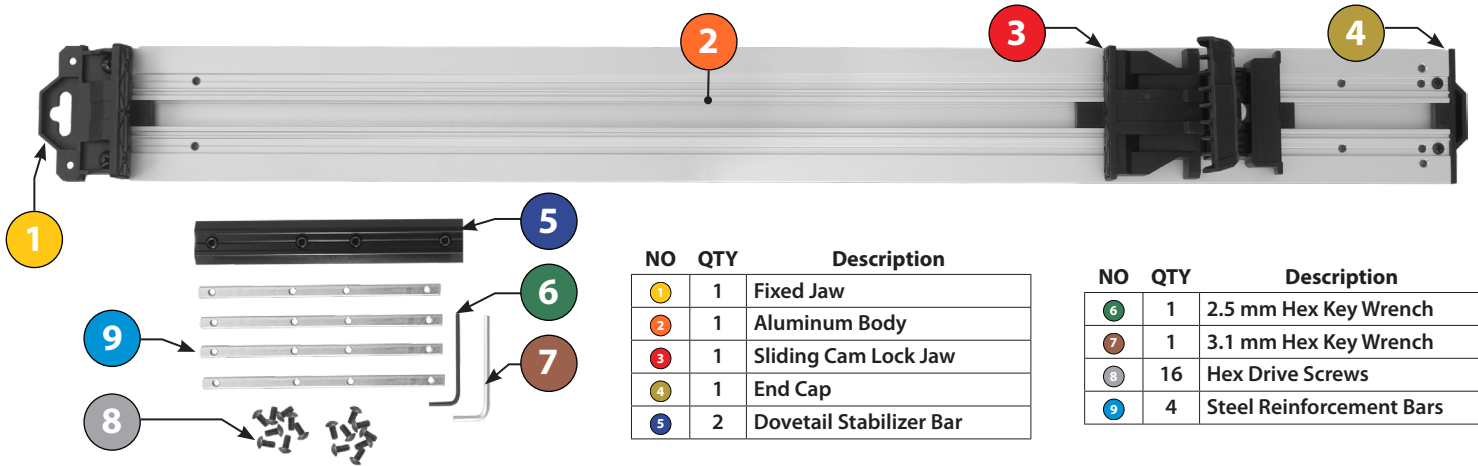 2
3
4
1
5
6
9
7
8
NO QTY Description
1 1 Fixed Jaw
2 1 Aluminum Body
3 1 Sliding Cam Lock Jaw
4 1 End Cap
5 2 Dovetail Stabilizer Bar
NO QTY Description
6 1 2.5 mm Hex Key Wrench
7 1 3.1 mm Hex Key Wrench
8 16 Hex Drive Screws
9 4 Steel Reinforcement Bars